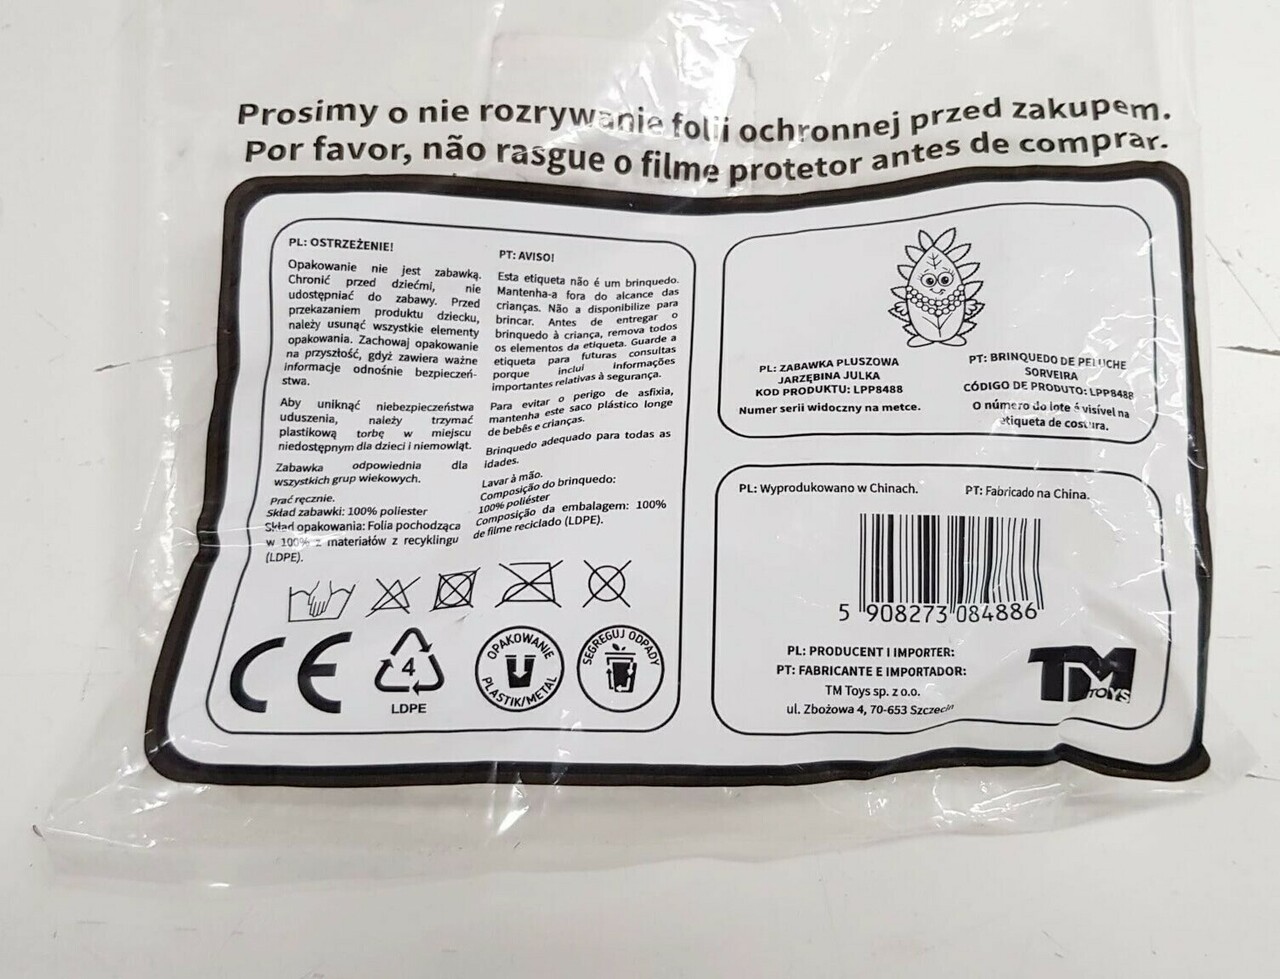 Prosimy o nie rozrywanie folii ochronnej przed zakupem.
Por favor, não rasgue o filme protetor antes de comprar.
PL: OSTRZEŻENIE!
Opakowanie nie jest zabawką.
Chronić przed dziećmi, nie
udostępniać do zabawy. Przed
przekazaniem produktu dziecku,
należy usunąć wszystkie elementy
opakowania. Zachowaj opakowanie
na przyszłość, gdyż zawiera ważne
informacje odnośnie bezpieczeń-
stwa.
Aby uniknąć niebezpieczeństwa
uduszenia, należy trzymać
plastikową torbę w miejscu
niedostępnym dla dzieci i niemowląt.
Zabawka odpowiednia dla
wszystkich grup wiekowych.
Prać ręcznie.
Skład zabawki: 100% poliester
Skład opakowania: Folia pochodząca
w 100% z materiałów z recyklingu
(LDPE).
PT: AVISO!
Esta etiqueta não é um brinquedo.
Mantenha-a fora do alcance das
crianças. Não a disponibilize para
brincar. Antes de entregar o
brinquedo à criança, remova todos
os elementos da etiqueta. Guarde a
etiqueta para futuras consultas
porque inclui informações
importantes relativas à segurança.
Para evitar o perigo de asfixia,
mantenha este saco plástico longe
de bebês e crianças.
Brinquedo adequado para todas as
idades.
Lavar à mão.
Composição do brinquedo:
100% poliéster
Composição da embalagem: 100%
de filme reciclado (LDPE).
CE
4
LDPE
OPAKOWANIE
PLASTIK/METAL
SEGREGUJ ODPADY
PL: ZABAWKA PLUSZOWA
JARZĘBINA JULKA
KOD PRODUKTU: LPP8488
Numer serii widoczny na metce.
PT: BRINQUEDO DE PELUCHE
SORVEIRA
CÓDIGO DE PRODUTO: LPP8488
O número do lote é visível na
etiqueta de costura.
PL: Wyprodukowano w Chinach.
PT: Fabricado na China.
5 908273 084886
PL: PRODUCENT I IMPORTER:
PT: FABRICANTE E IMPORTADOR:
TM Toys sp. z o.o.
ul. Zbożowa 4, 70-653 Szczecin
TM TOYS